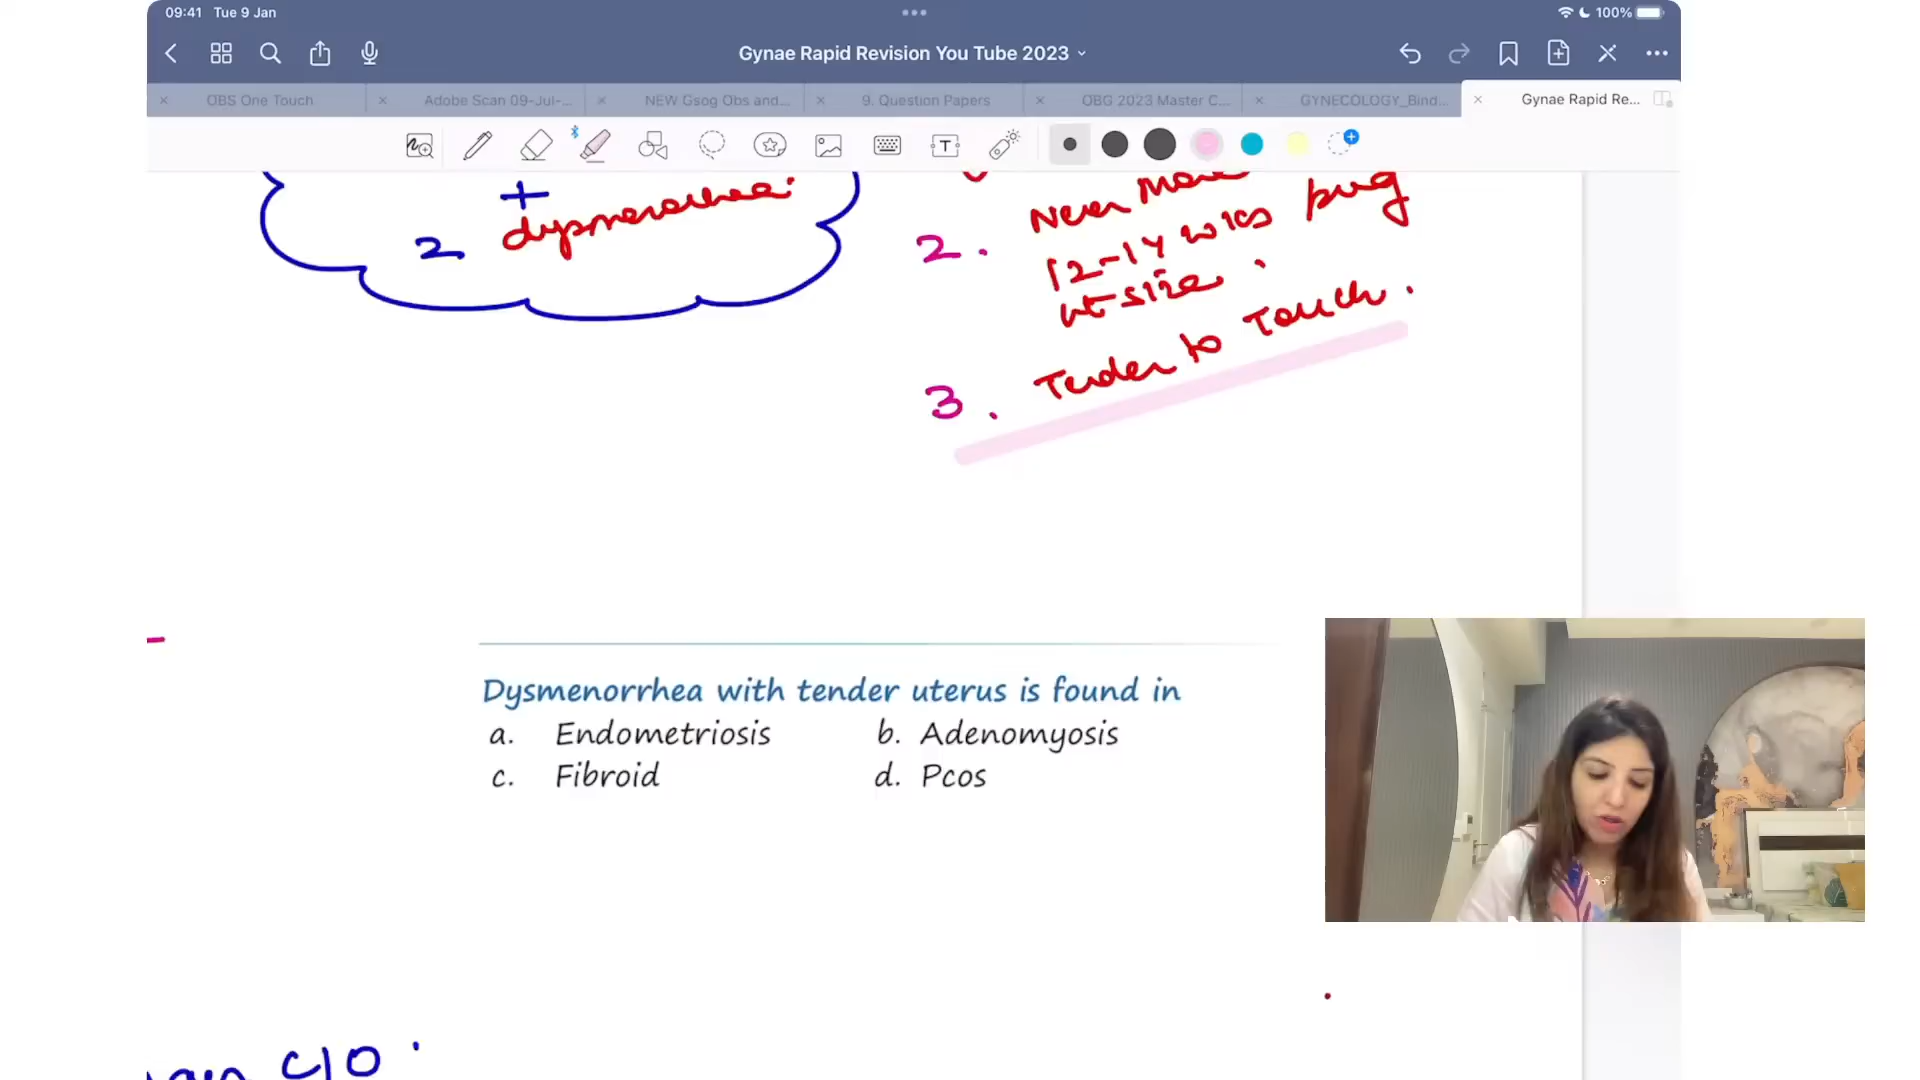 09:41 Tue 9 Jan
100%
Gynae Rapid Revision You Tube 2023
OBS One Touch
Adobe Scan 09-Jul-...
NEW Gsog Obs and...
9. Question Papers
OBG 2023 Master C...
GYNECOLOGY_Bind...
Gynae Rapid Re...
+
2 dysmenorrhea
2. Never More
12-14 wks preg
ut size
3. Tender to Touch.
Dysmenorrhea with tender uterus is found in
a. Endometriosis b. Adenomyosis
c. Fibroid d. Pcos
c/o